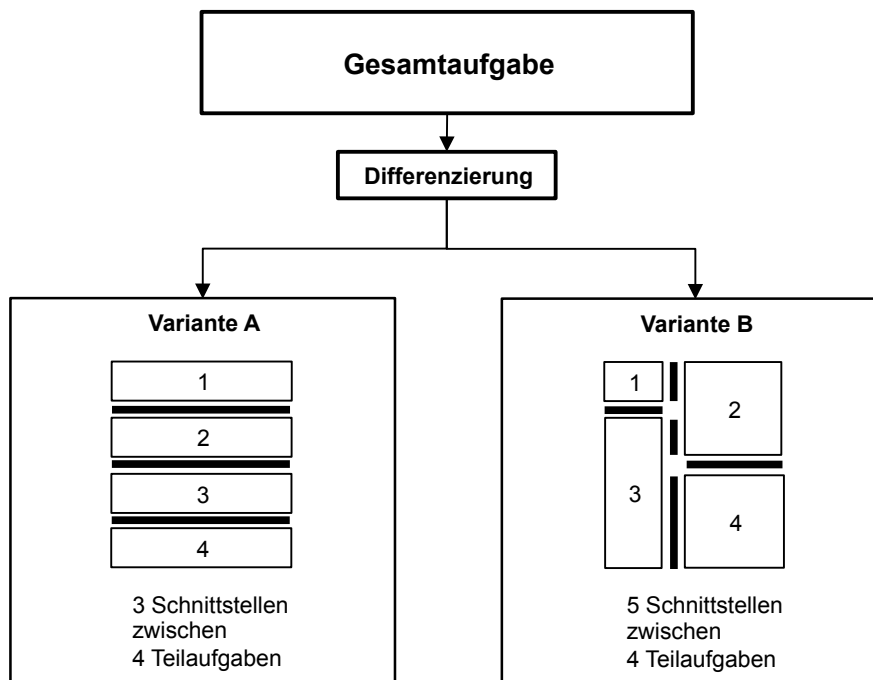 Gesamtaufgabe
Differenzierung
Variante A
1
2
3
4
3 Schnittstellen
zwischen
4 Teilaufgaben
Variante B
1
2
3
4
5 Schnittstellen
zwischen
4 Teilaufgaben